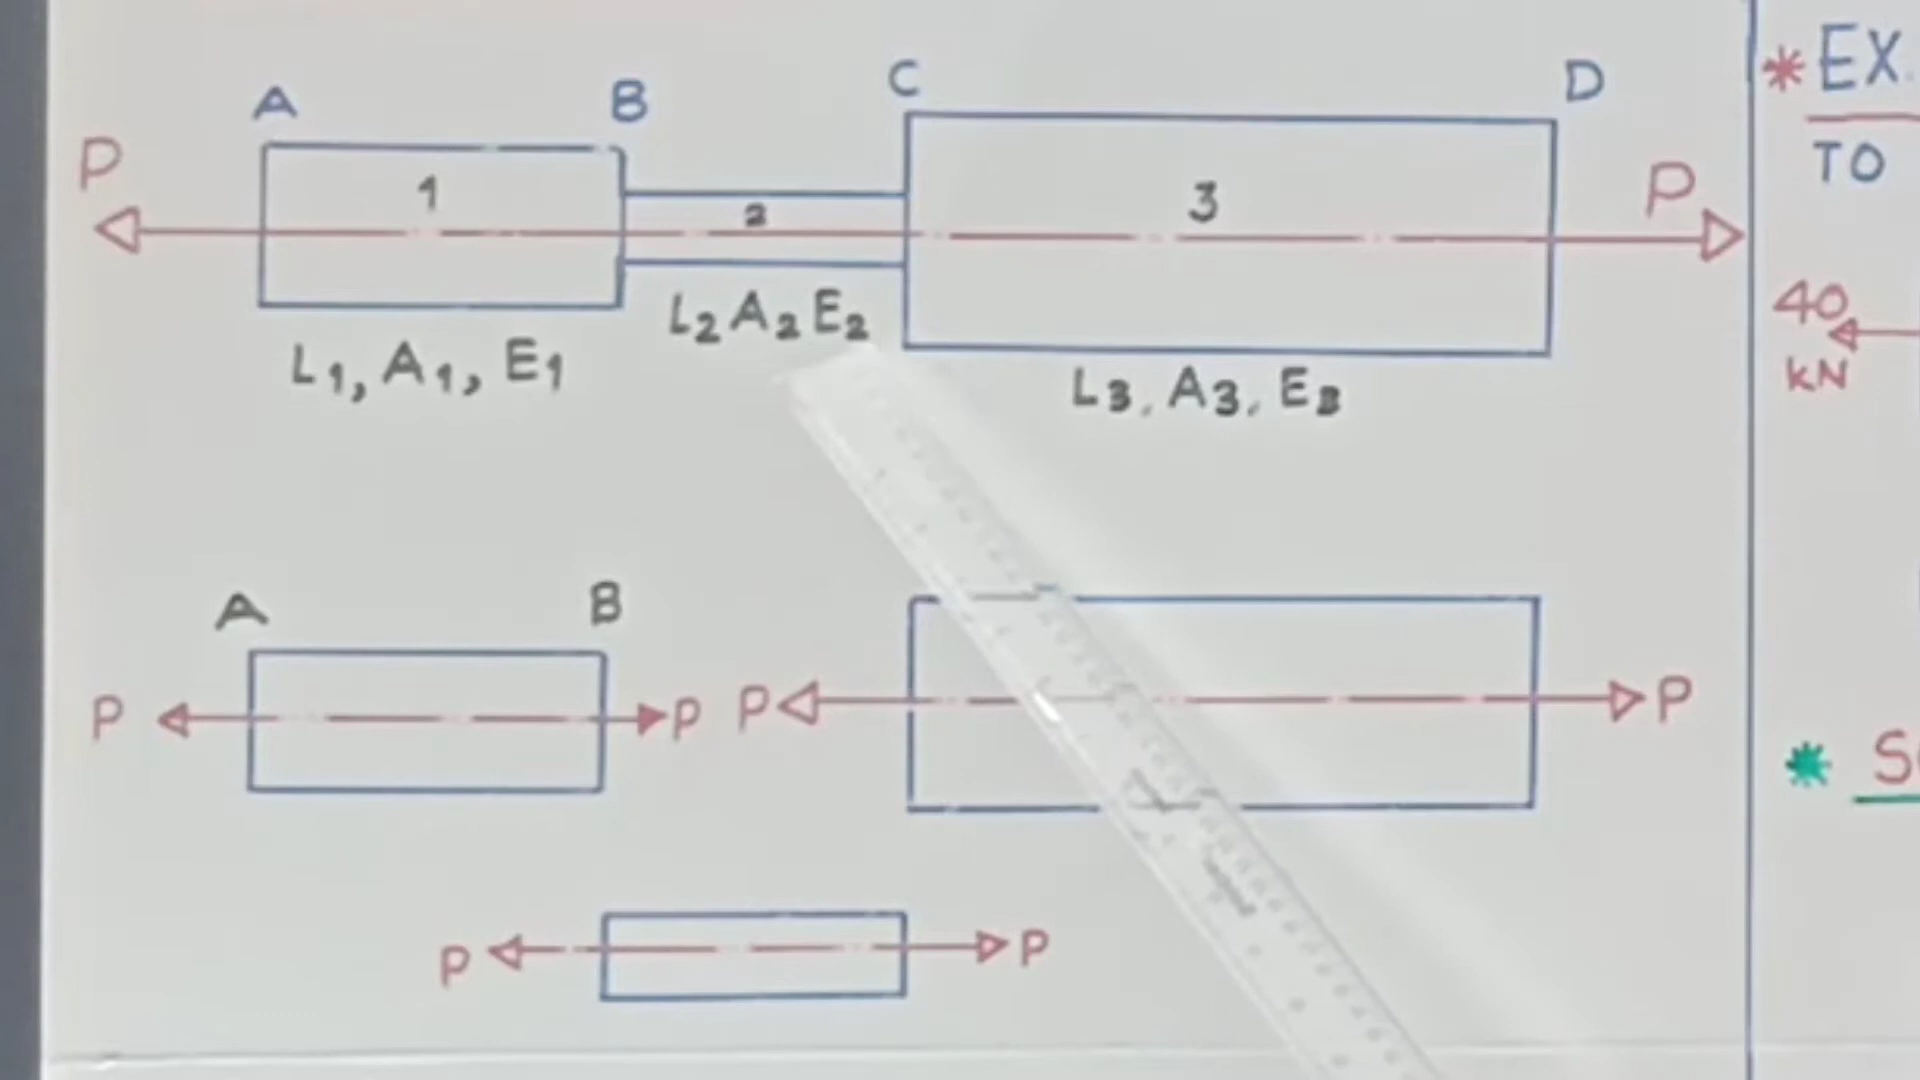 A B C D
P 1 2 3 P
L1, A1, E1
L2 A2 E2
L3, A3, E3
A B
P P
P P
P P
* EX.
TO
40
kN
*